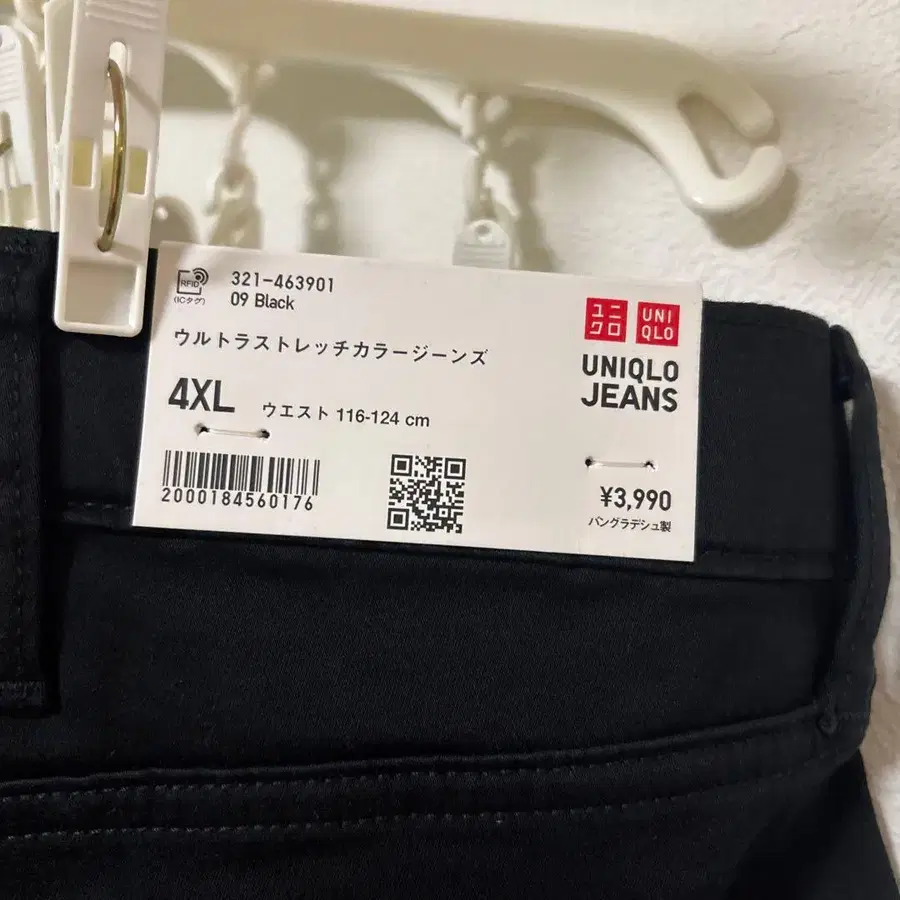 RFID
(ICタグ)
321-463901
09 Black
ウルトラストレッチカラージーンズ
4XL
ウエスト 116-124 cm
2000184560176
ユニ
クロ
UNI
QLO
UNIQLO
JEANS
¥3,990
バングラデシュ製